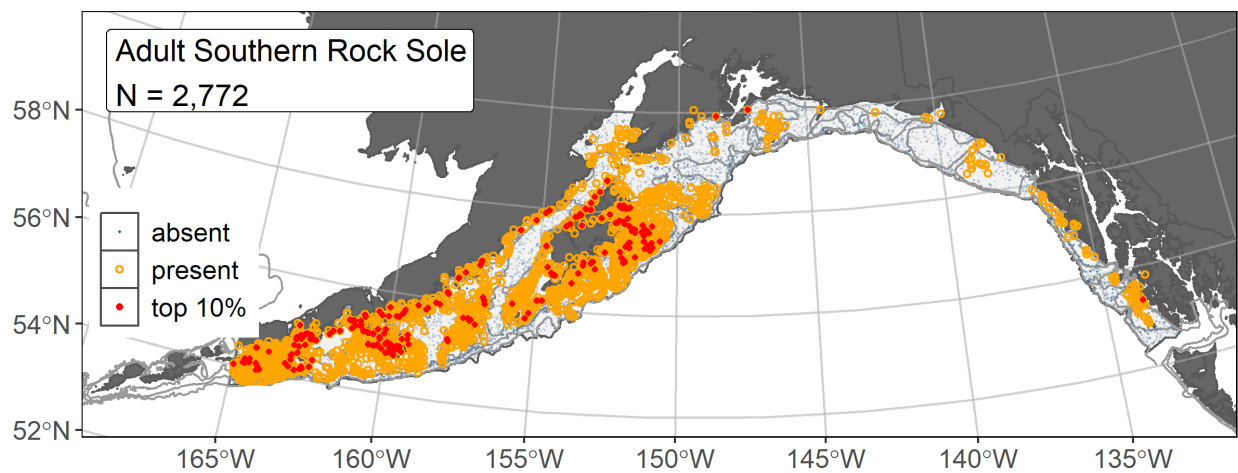 Adult Southern Rock Sole
N = 2,772
58°N
56°N
54°N
52°N
absent
present
top 10%
165°W
160°W
155°W
150°W
145°W
140°W
135°W